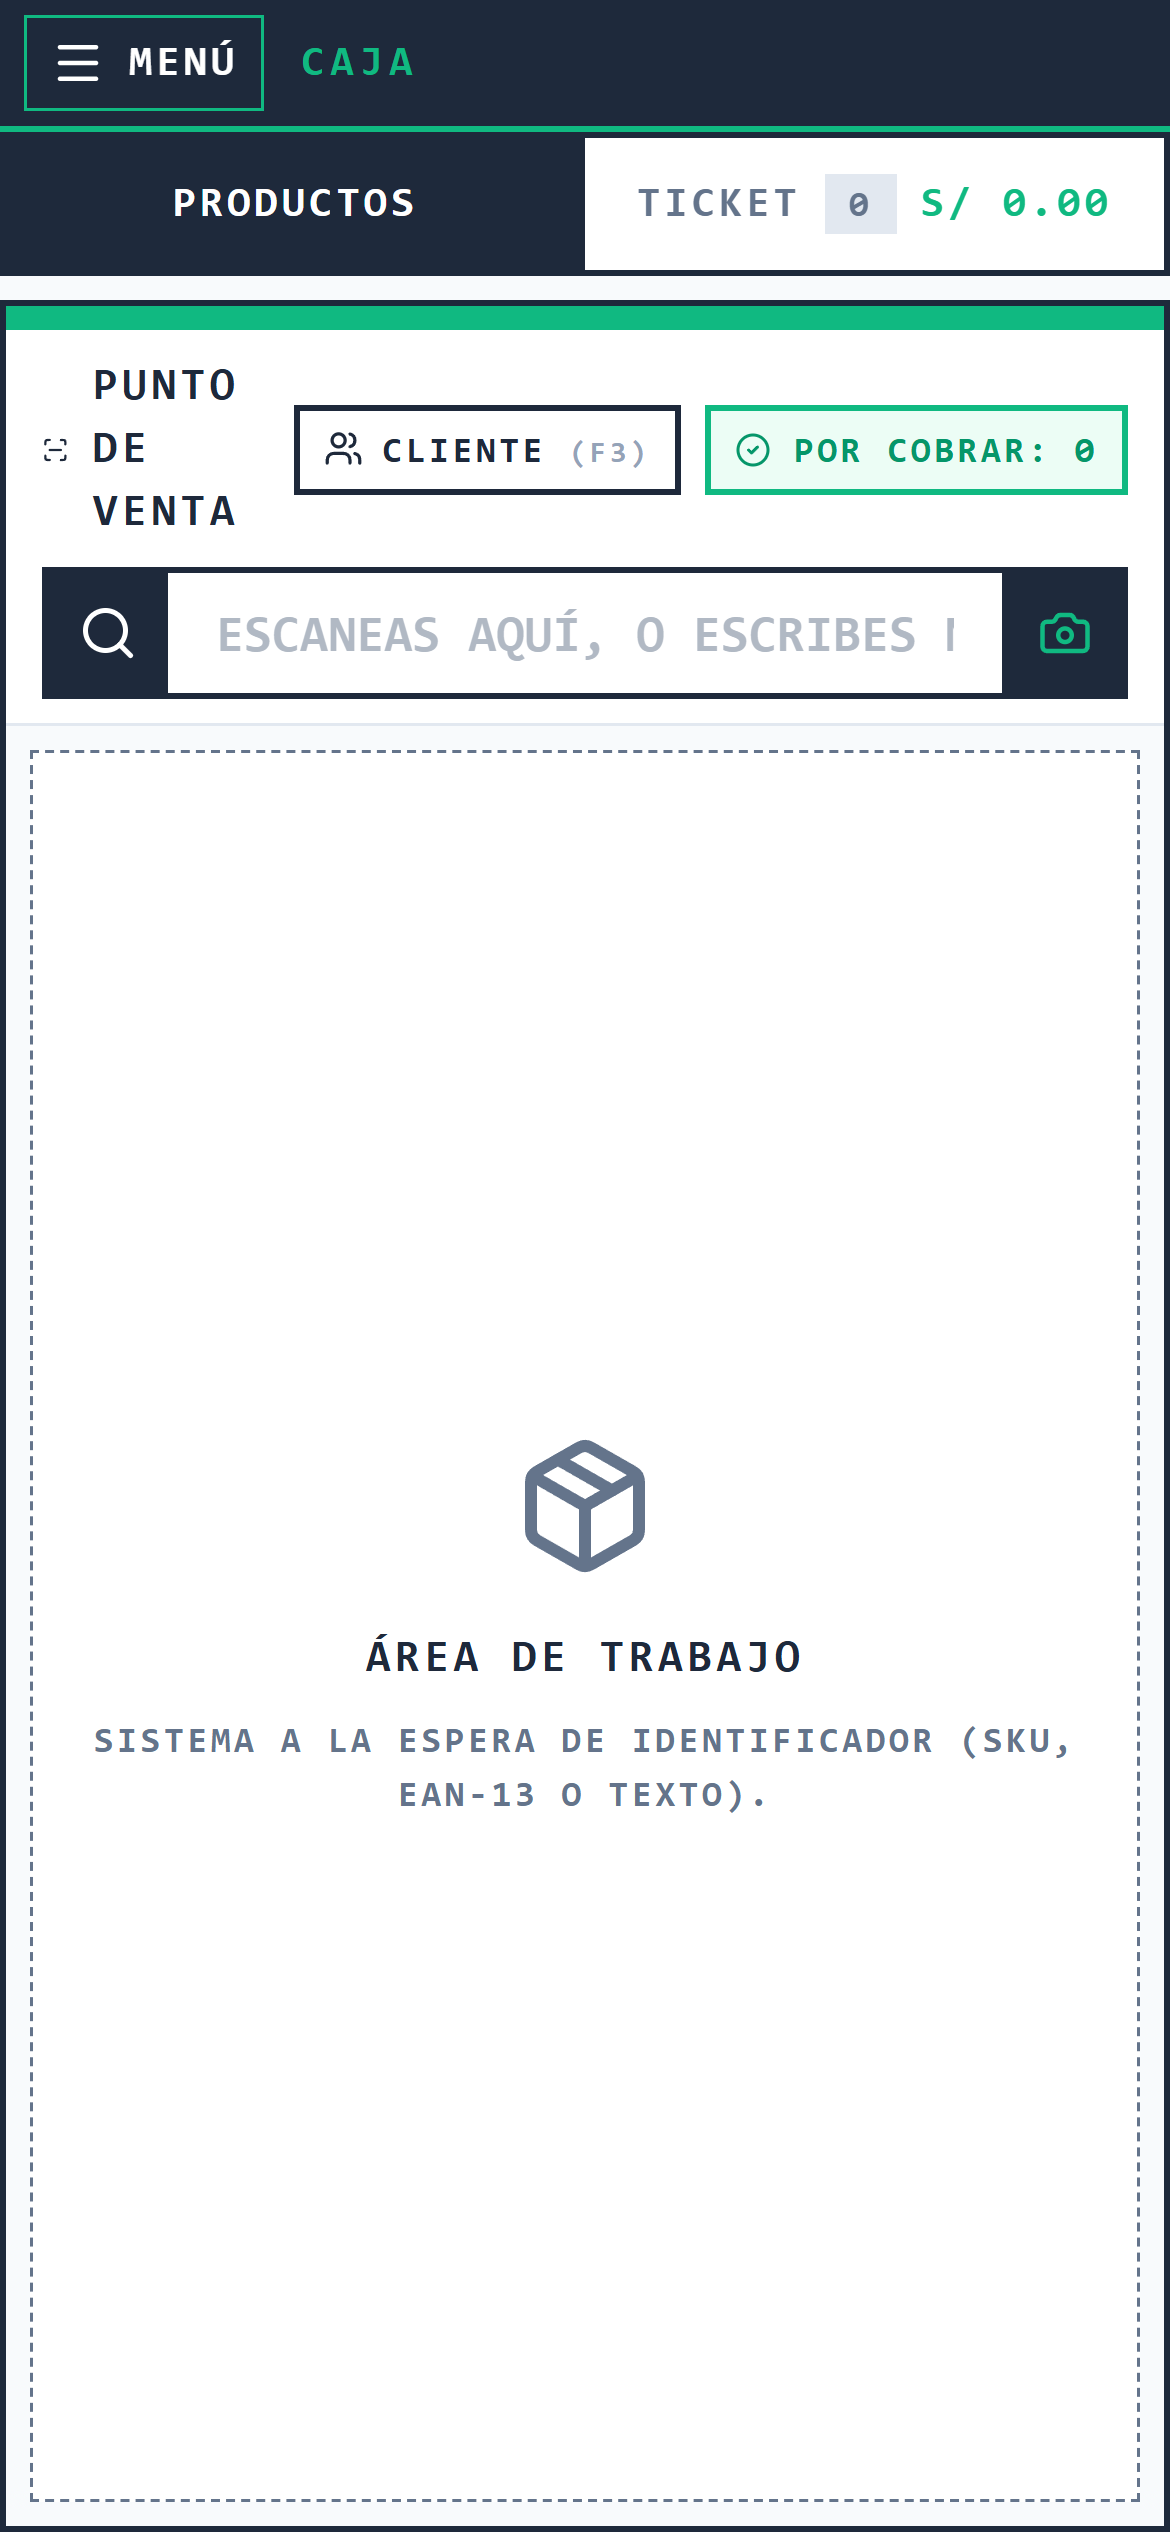 MENÚ CAJA
PRODUCTOS TICKET 0 S/ 0.00
PUNTO
DE
VENTA
CLIENTE (F3) POR COBRAR: 0
ESCANEAS AQUÍ, O ESCRIBES
ÁREA DE TRABAJO
SISTEMA A LA ESPERA DE IDENTIFICADOR (SKU,
EAN-13 O TEXTO).